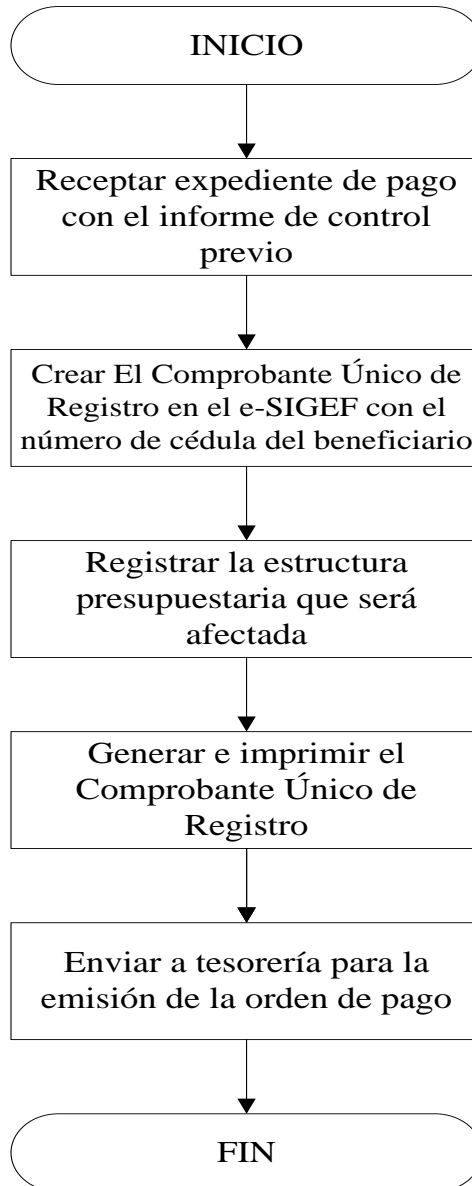 INICIO
Receptar expediente de pago
con el informe de control
previo
Crear El Comprobante Único de
Registro en el e-SIGEF con el
número de cédula del beneficiario
Registrar la estructura
presupuestaria que será
afectada
Generar e imprimir el
Comprobante Único de
Registro
Enviar a tesorería para la
emisión de la orden de pago
FIN